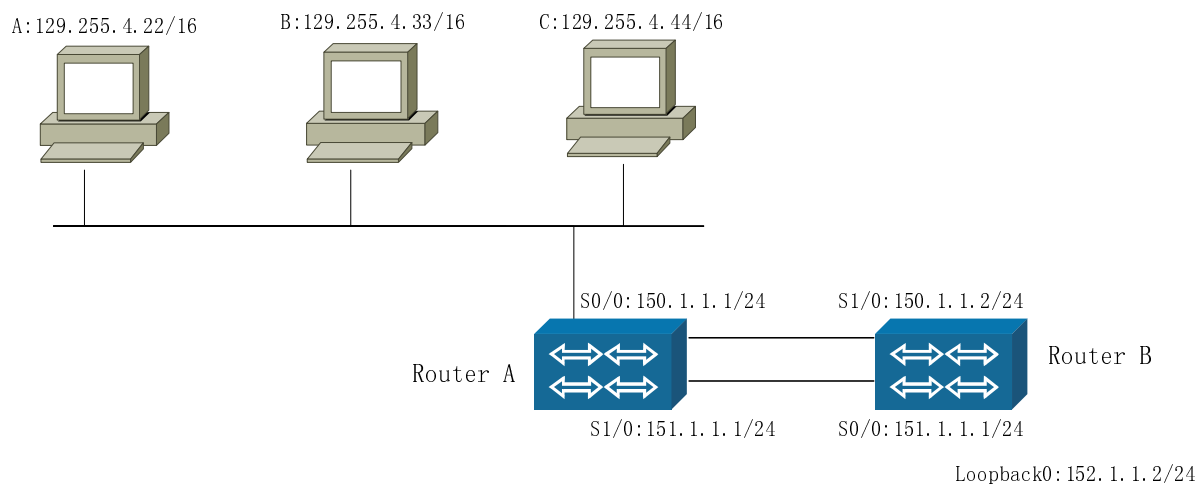 A:129.255.4.22/16
B:129.255.4.33/16
C:129.255.4.44/16
S0/0:150.1.1.1/24
S1/0:150.1.1.2/24
Router A
Router B
S1/0:151.1.1.1/24
S0/0:151.1.1.1/24
Loopback0:152.1.1.2/24